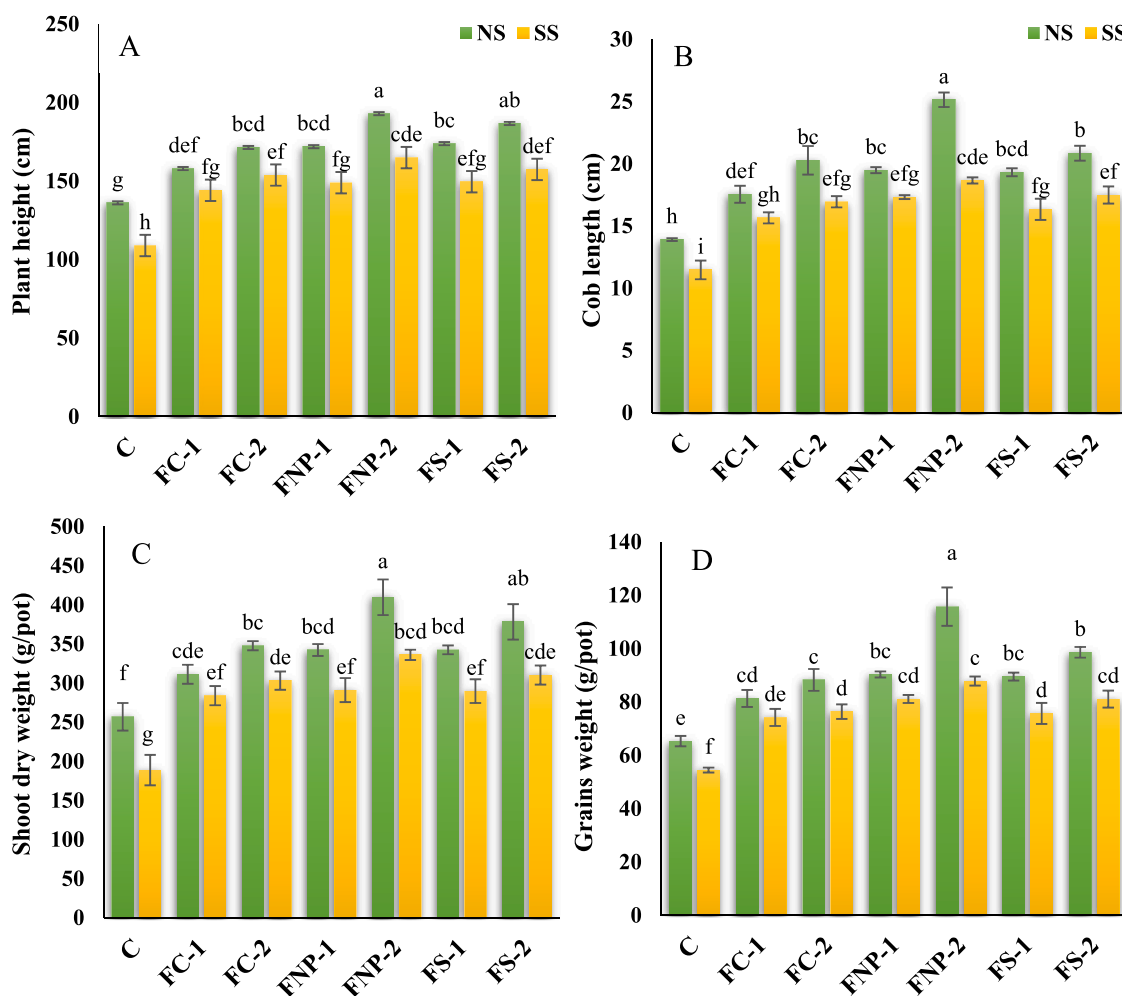 A
NS SS
250
200
150
100
50
0
Plant height (cm)
g h def fg bcd ef bcd fg a cde bc efg ab def
C FC-1 FC-2 FNP-1 FNP-2 FS-1 FS-2
B
NS SS
30
25
20
15
10
5
0
Cob length (cm)
h i def gh bc efg bc efg a cde bcd fg b ef
C FC-1 FC-2 FNP-1 FNP-2 FS-1 FS-2
C
500
450
400
350
300
250
200
150
100
50
0
Shoot dry weight (g/pot)
f g cde ef bc de bcd ef a bcd bcd ef ab cde
C FC-1 FC-2 FNP-1 FNP-2 FS-1 FS-2
D
140
120
100
80
60
40
20
0
Grains weight (g/pot)
e f cd de c d bc cd a c bc d b cd
C FC-1 FC-2 FNP-1 FNP-2 FS-1 FS-2